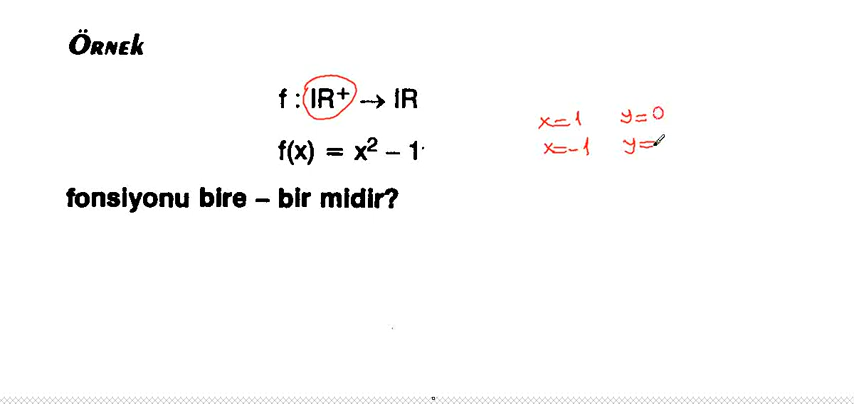 ÖRNEK
f : IR+ → IR
f(x) = x² – 1
fonsiyonu bire – bir midir?
x=1 y=0
x=-1 y=